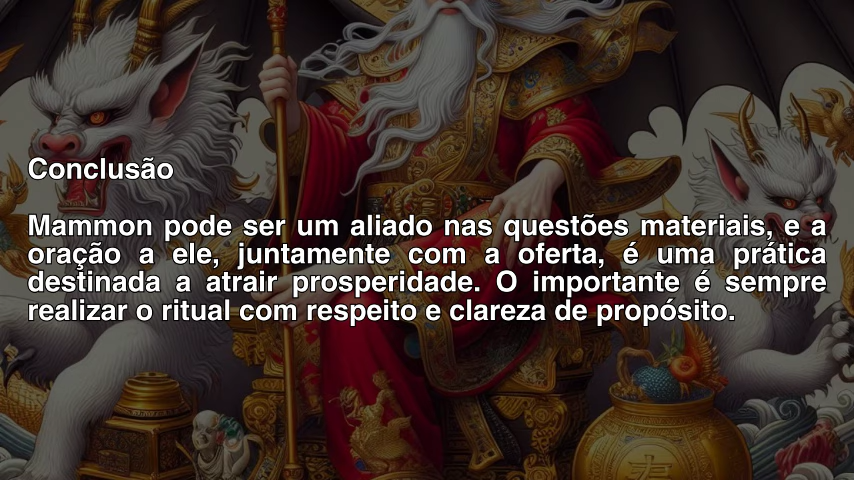 Conclusão
Mammon pode ser um aliado nas questões materiais, e a
oração a ele, juntamente com a oferta, é uma prática
destinada a atrair prosperidade. O importante é sempre
realizar o ritual com respeito e clareza de propósito.